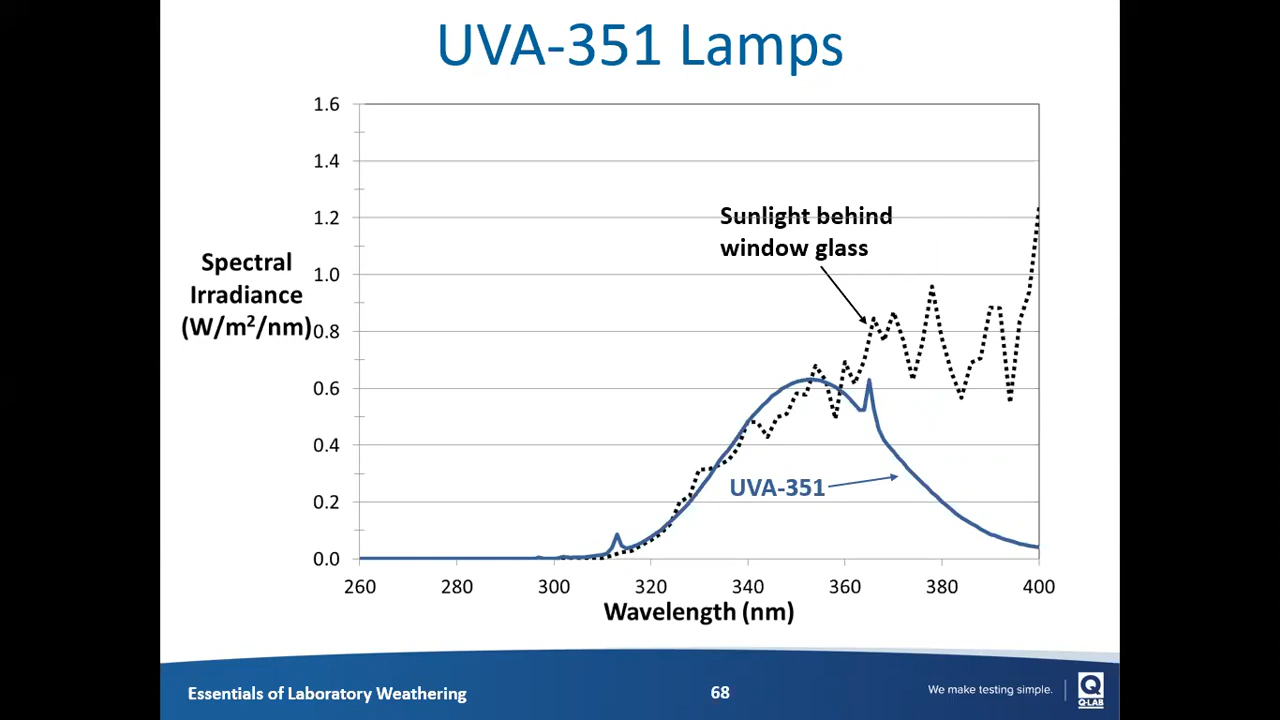 UVA-351 Lamps
1.6
1.4
1.2
1.0
0.8
0.6
0.4
0.2
0.0
Spectral
Irradiance
(W/m²/nm)
Sunlight behind
window glass
UVA-351
260 280 300 320 340 360 380 400
Wavelength (nm)
Essentials of Laboratory Weathering
68
We make testing simple.
Q
Q-LAB